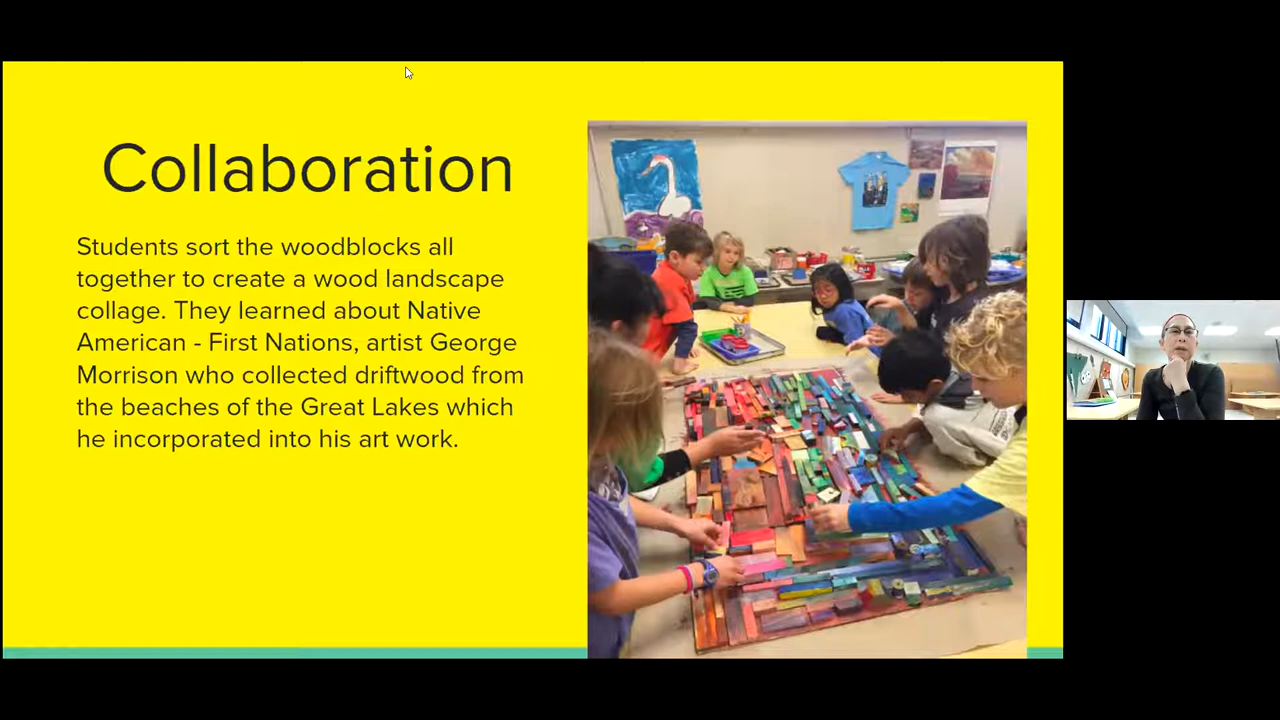 Collaboration
Students sort the woodblocks all
together to create a wood landscape
collage. They learned about Native
American - First Nations, artist George
Morrison who collected driftwood from
the beaches of the Great Lakes which
he incorporated into his art work.